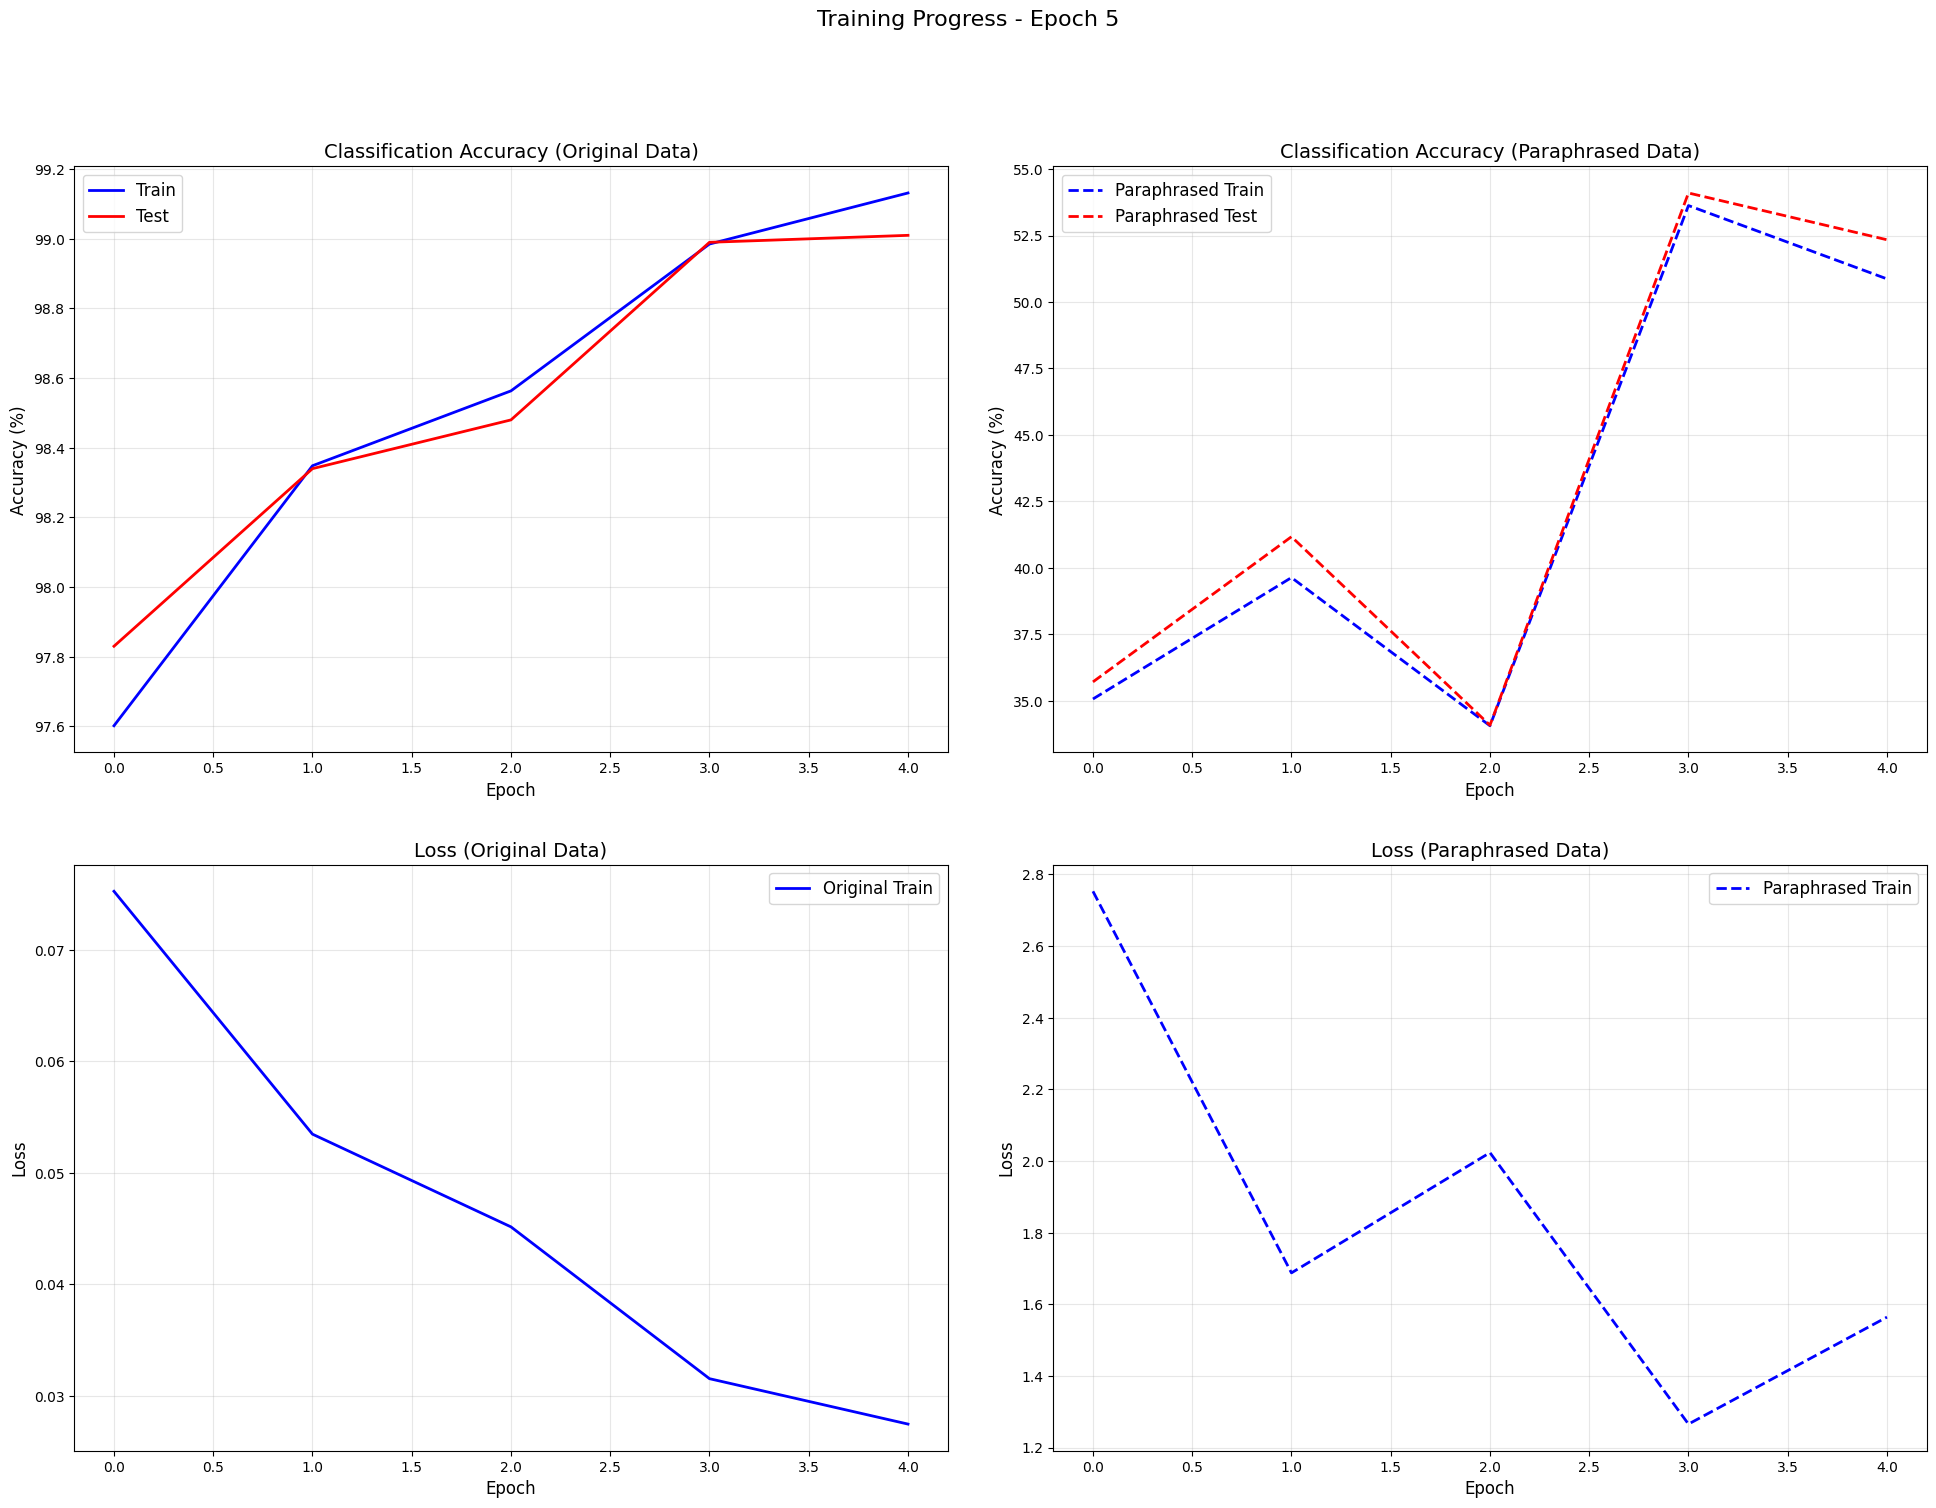 Training Progress - Epoch 5
Classification Accuracy (Original Data)
Train
Test
Accuracy (%)
99.2
99.0
98.8
98.6
98.4
98.2
98.0
97.8
97.6
0.0 0.5 1.0 1.5 2.0 2.5 3.0 3.5 4.0
Epoch
Classification Accuracy (Paraphrased Data)
Paraphrased Train
Paraphrased Test
Accuracy (%)
55.0
52.5
50.0
47.5
45.0
42.5
40.0
37.5
35.0
0.0 0.5 1.0 1.5 2.0 2.5 3.0 3.5 4.0
Epoch
Loss (Original Data)
Original Train
Loss
0.07
0.06
0.05
0.04
0.03
0.0 0.5 1.0 1.5 2.0 2.5 3.0 3.5 4.0
Epoch
Loss (Paraphrased Data)
Paraphrased Train
Loss
2.8
2.6
2.4
2.2
2.0
1.8
1.6
1.4
1.2
0.0 0.5 1.0 1.5 2.0 2.5 3.0 3.5 4.0
Epoch